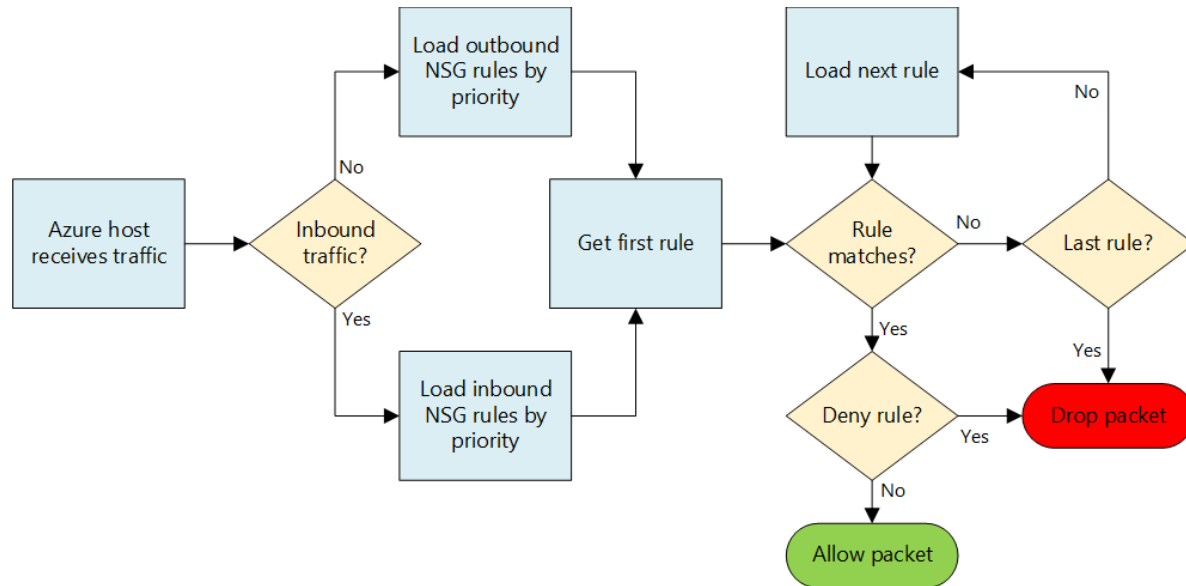 Load outbound
NSG rules by
priority
Load next rule
No
No
Azure host
receives traffic
Inbound
traffic?
Get first rule
Rule
matches?
No
Last rule?
Yes
Yes
Yes
Load inbound
NSG rules by
priority
Deny rule?
Yes
Drop packet
No
Allow packet